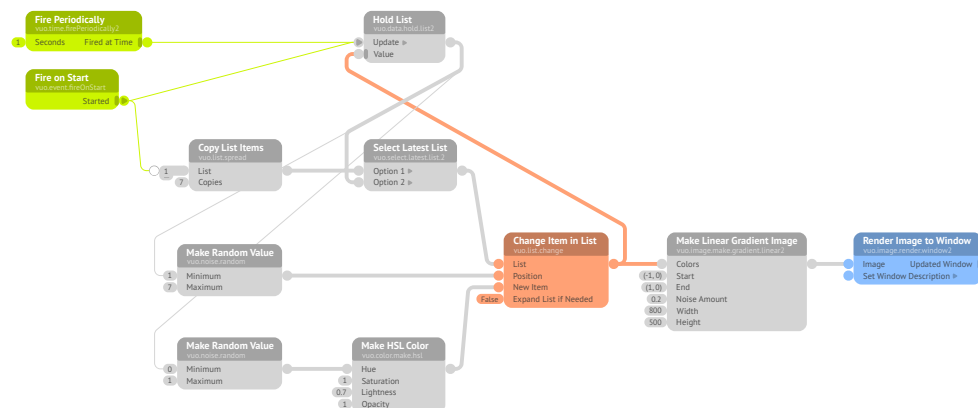 Fire Periodically
vuo.time.firePeriodically2
1 Seconds Fired at Time
Hold List
vuo.data.hold.list2
Update
Value
Fire on Start
vuo.event.fireOnStart
Started
Copy List Items
vuo.list.spread
1 List
7 Copies
Select Latest List
vuo.select.latest.list.2
Option 1
Option 2
Make Random Value
vuo.noise.random
1 Minimum
7 Maximum
Change Item in List
vuo.list.change
List
Position
New Item
False Expand List if Needed
Make Linear Gradient Image
vuo.image.make.gradient.linear2
Colors
(-1, 0) Start
(1, 0) End
0.2 Noise Amount
800 Width
500 Height
Render Image to Window
vuo.image.render.window2
Image Updated Window
Set Window Description
Make Random Value
vuo.noise.random
0 Minimum
1 Maximum
Make HSL Color
vuo.color.make.hsl
Hue
1 Saturation
0.7 Lightness
1 Opacity